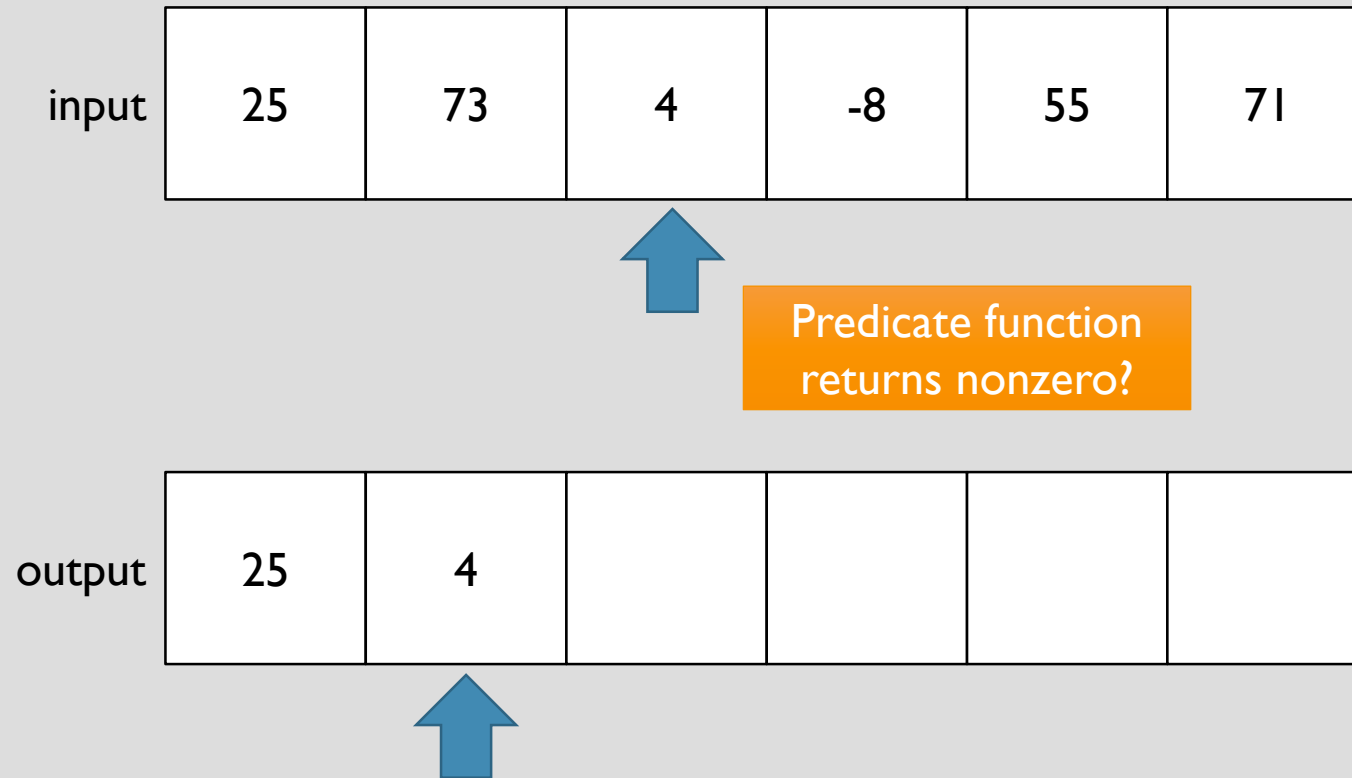 input 25 73 4 -8 55 71
Predicate function
returns nonzero?
output 25 4